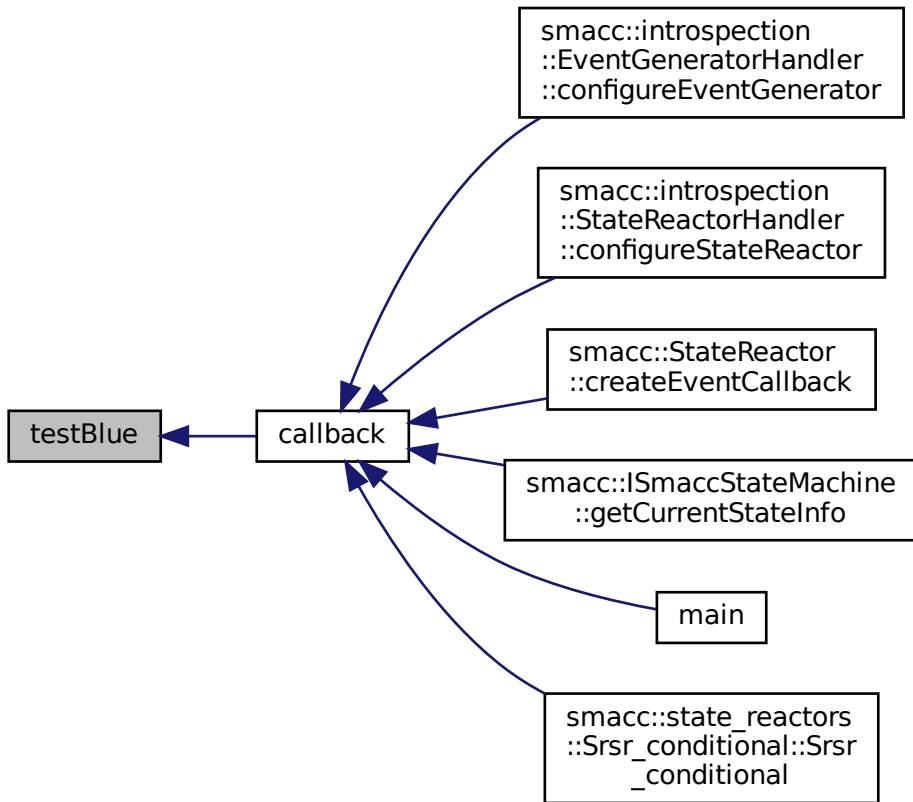 smacc::introspection
::EventGeneratorHandler
::configureEventGenerator
smacc::introspection
::StateReactorHandler
::configureStateReactor
smacc::StateReactor
::createEventCallback
testBlue
callback
smacc::ISmaccStateMachine
::getCurrentStateInfo
main
smacc::state_reactors
::Srsr_conditional::Srsr
_conditional